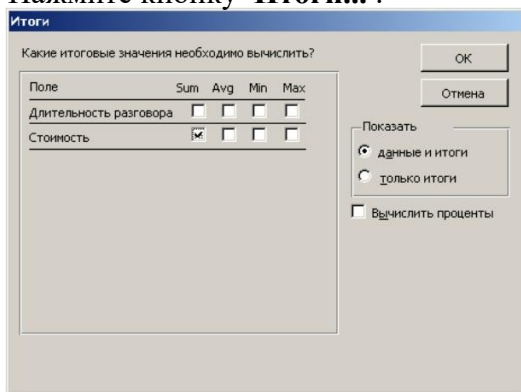 Нажмите кнопку "Итоги...".
Итоги
Какие итоговые значения необходимо вычислить?
Поле Sum Avg Min Max
Длительность разговора
Стоимость
OK
Отмена
Показать
данные и итоги
только итоги
Вычислить проценты